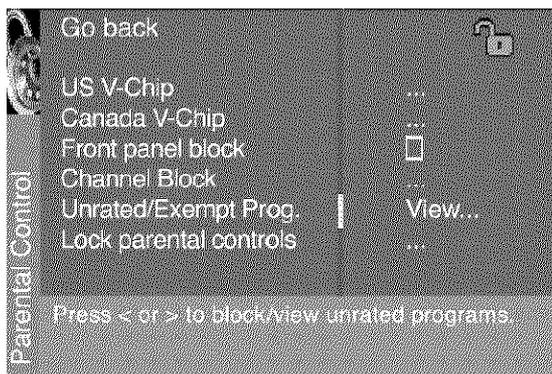 Go back
US V-Chip ...
Canada V-Chip ...
Front panel block
Channel Block ...
Unrated/Exempt Prog. View...
Lock parental controls ...
Parental Control
Press < or > to block/view unrated programs.